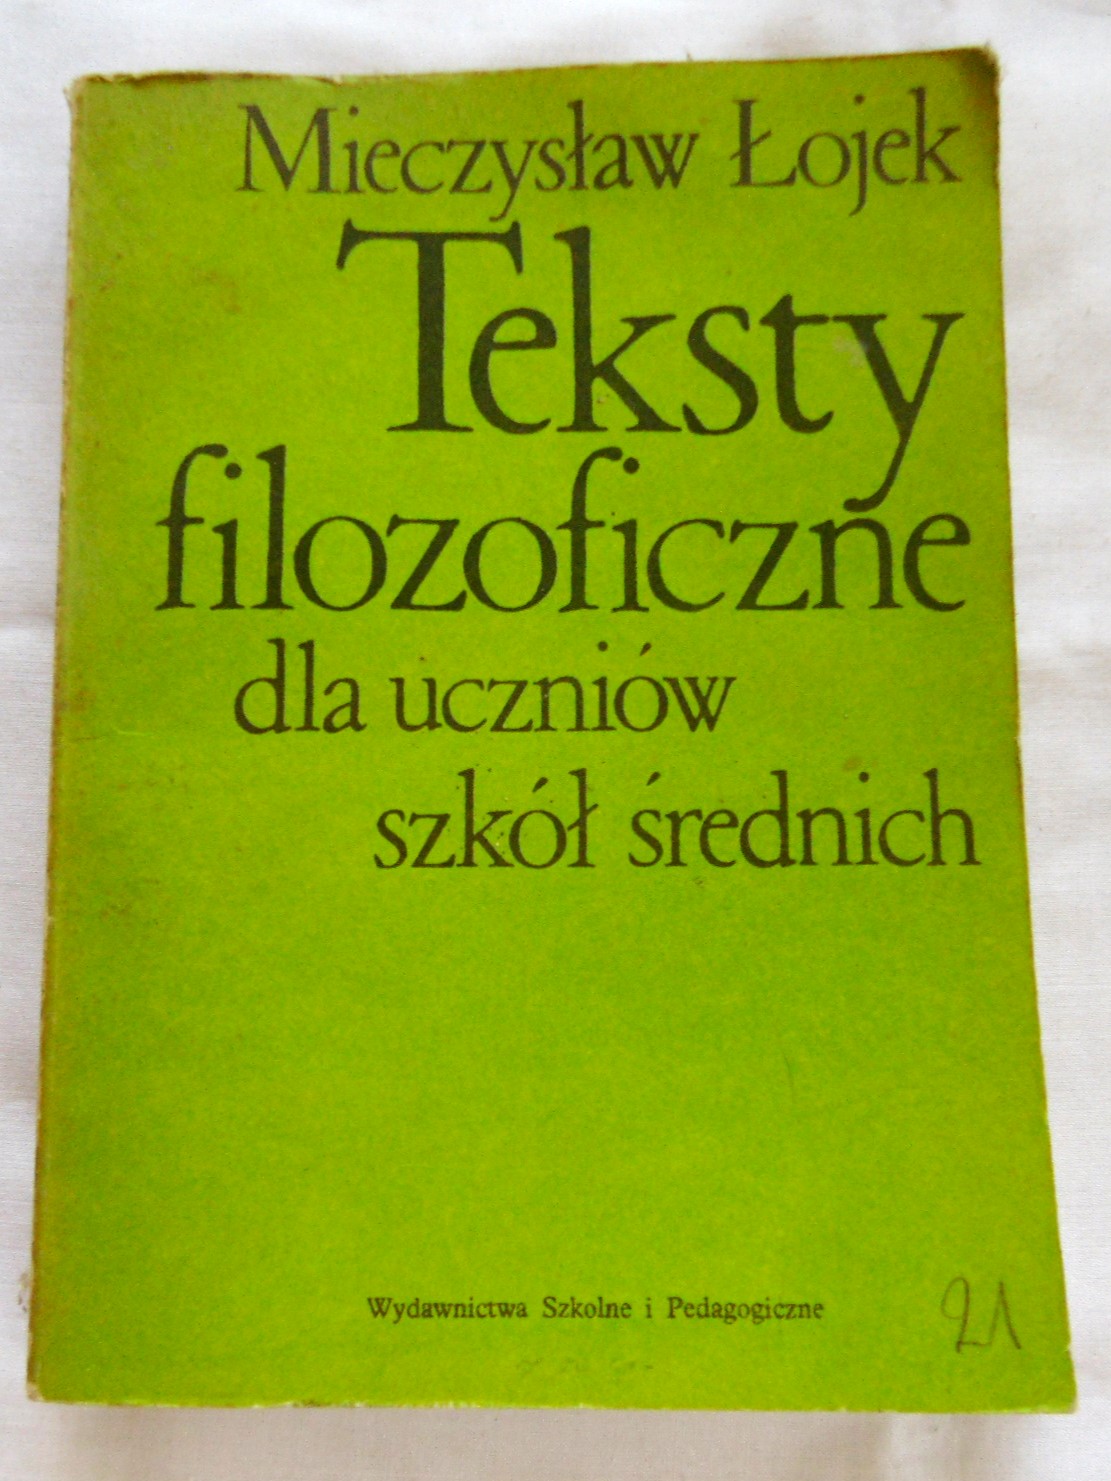 Mieczysław Łojek
Teksty
filozoficzne
dla uczniów
szkół średnich
Wydawnictwa Szkolne i Pedagogiczne
21